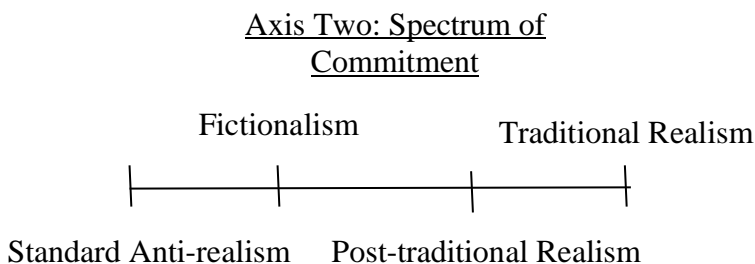 Axis Two: Spectrum of
Commitment
Fictionalism
Traditional Realism
Standard Anti-realism
Post-traditional Realism